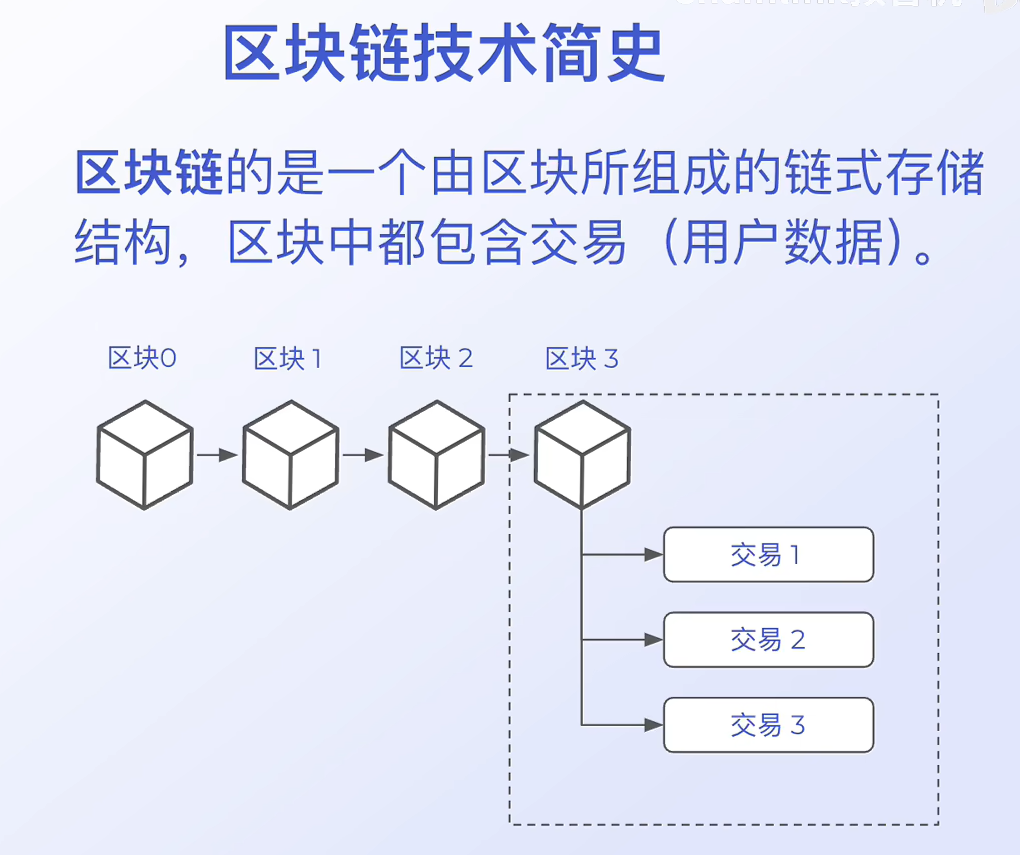 区块链技术简史
区块链的是一个由区块所组成的链式存储
结构，区块中都包含交易（用户数据）。
区块0
区块 1
区块 2
区块 3
交易 1
交易 2
交易 3